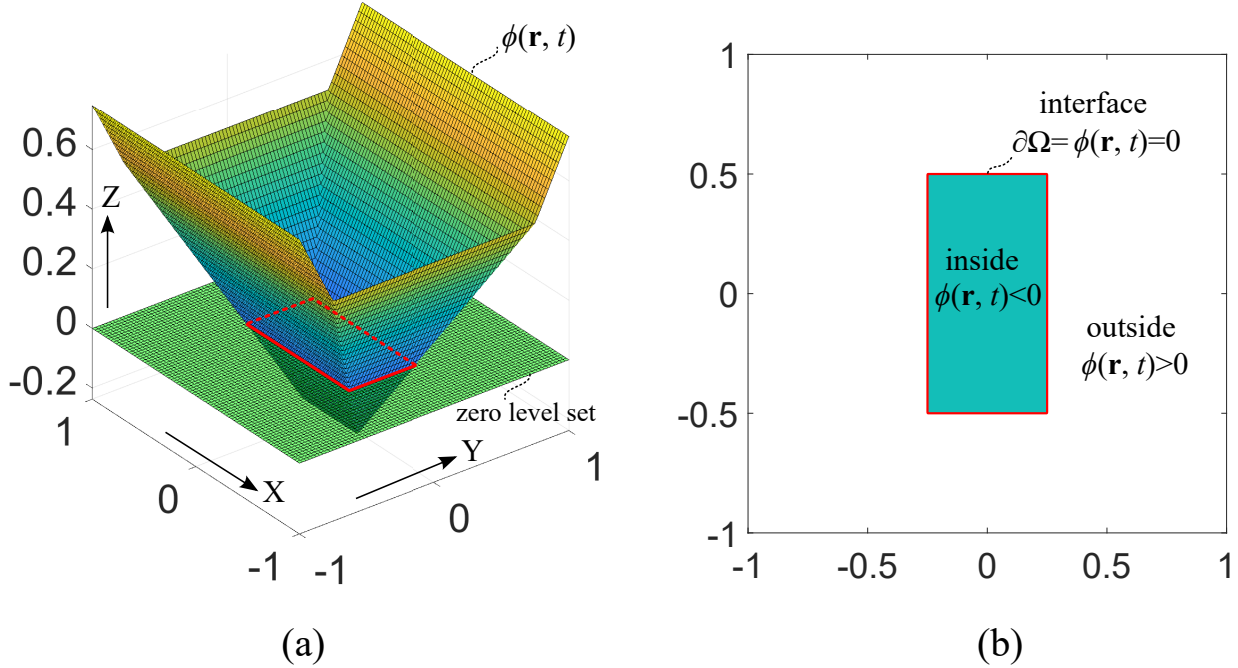 ϕ(r, t)
0.6
0.4
0.2
0
-0.2
Z
zero level set
1
0
-1
X
Y
-1
0
1
(a)
1
0.5
0
-0.5
-1
interface
∂Ω=ϕ(r, t)=0
inside
ϕ(r, t)<0
outside
ϕ(r, t)>0
-1
-0.5
0
0.5
1
(b)